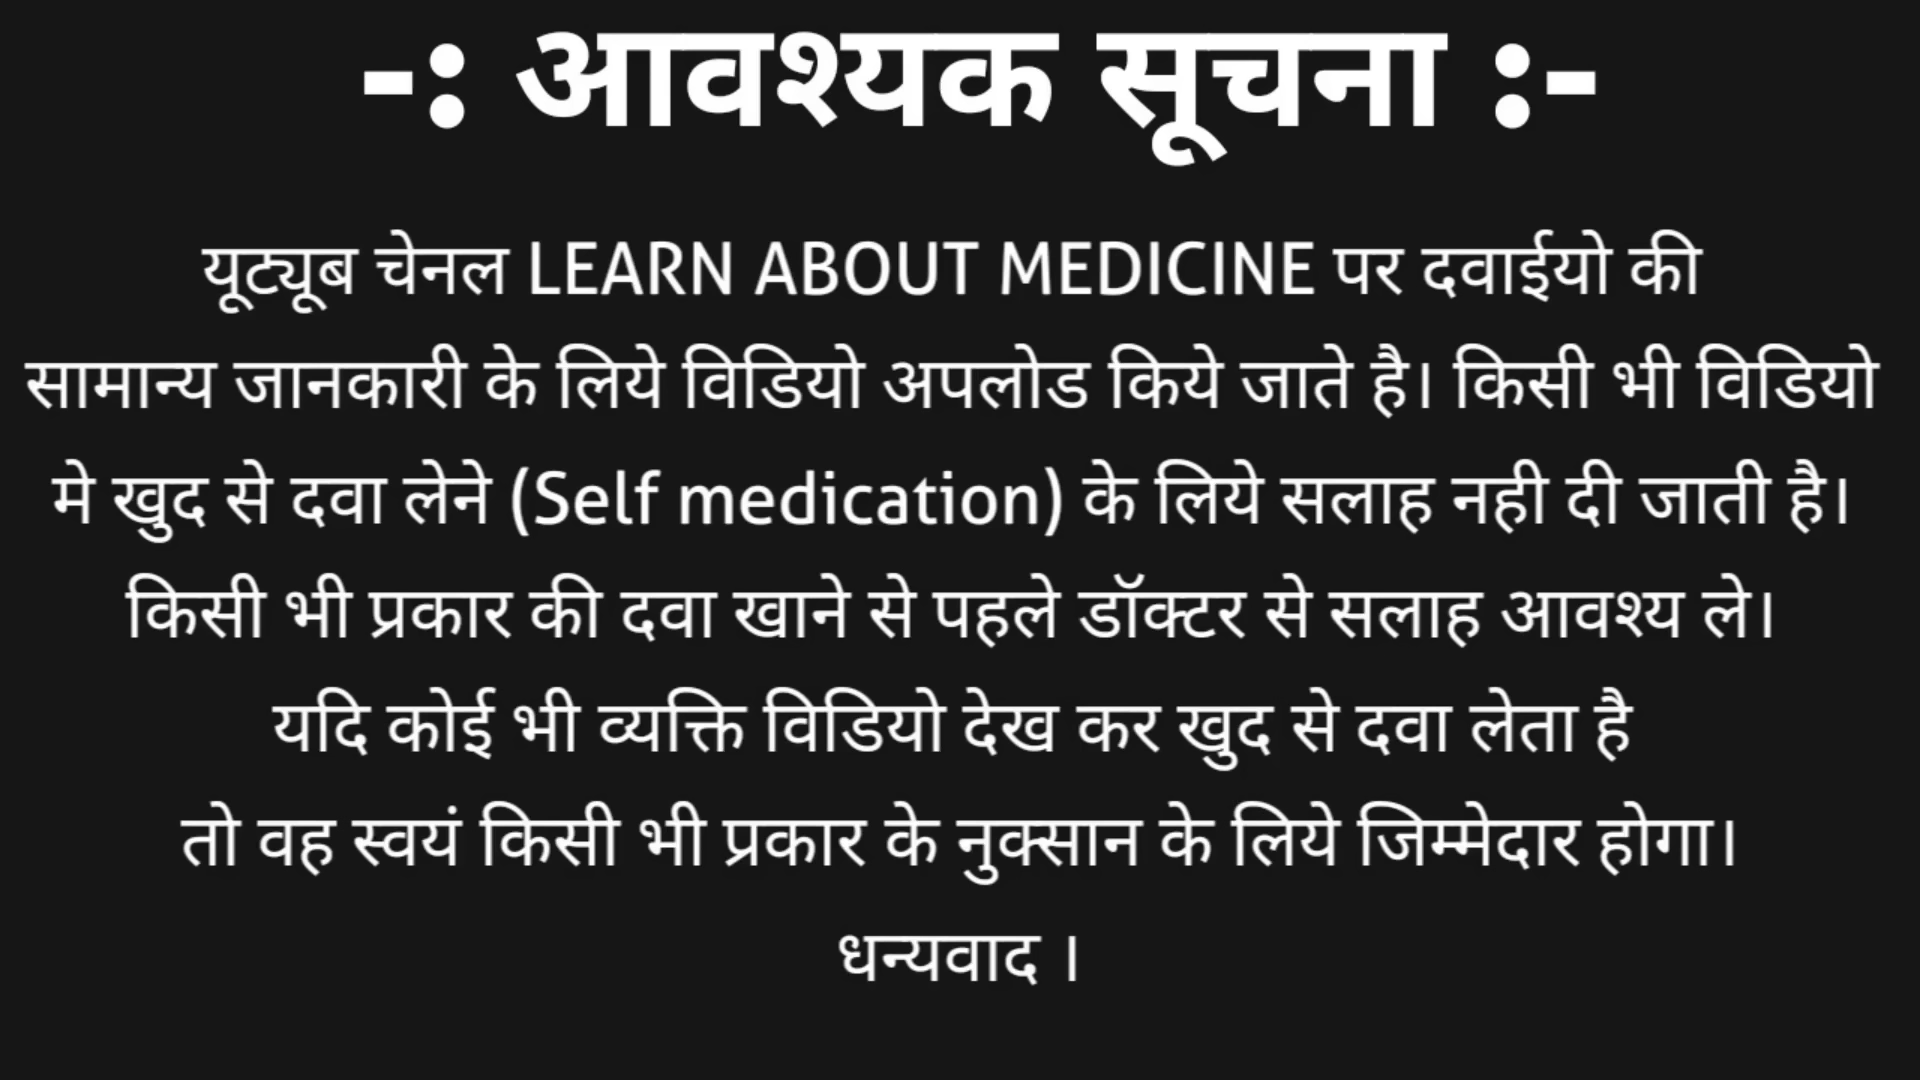 -: आवश्यक सूचना :-
यूट्यूब चेनल LEARN ABOUT MEDICINE पर दवाईयो की
सामान्य जानकारी के लिये विडियो अपलोड किये जाते है। किसी भी विडियो
मे खुद से दवा लेने (Self medication) के लिये सलाह नही दी जाती है।
किसी भी प्रकार की दवा खाने से पहले डॉक्टर से सलाह आवश्य ले।
यदि कोई भी व्यक्ति विडियो देख कर खुद से दवा लेता है
तो वह स्वयं किसी भी प्रकार के नुक्सान के लिये जिम्मेदार होगा।
धन्यवाद ।